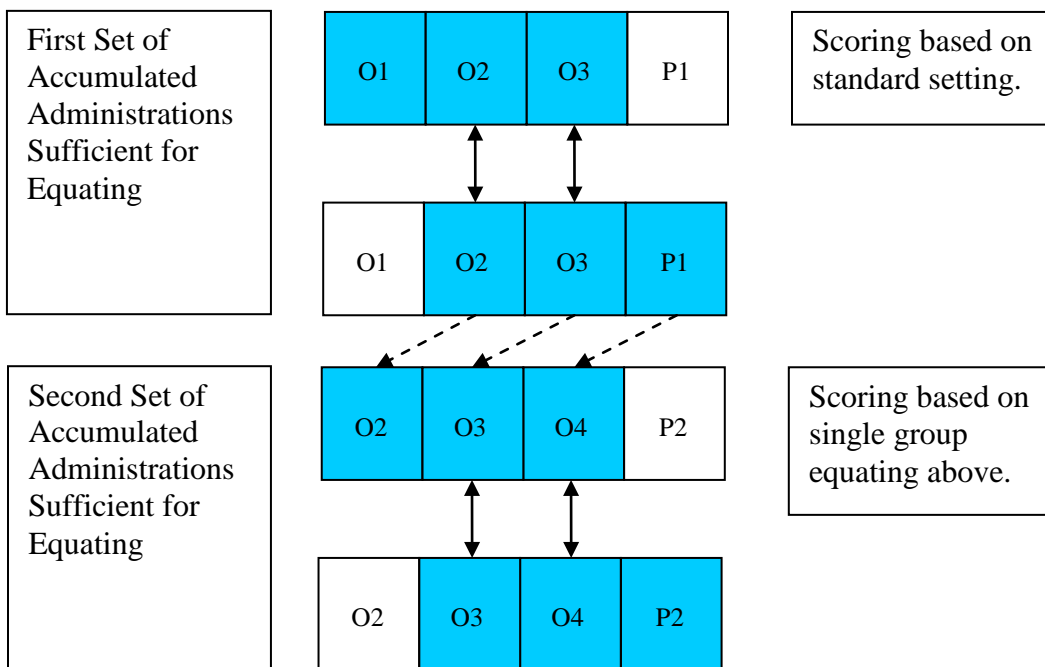 First Set of
Accumulated
Administrations
Sufficient for
Equating
O1 O2 O3 P1
Scoring based on
standard setting.
O1 O2 O3 P1
Second Set of
Accumulated
Administrations
Sufficient for
Equating
O2 O3 O4 P2
Scoring based on
single group
equating above.
O2 O3 O4 P2